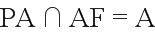 PA ∩ AF = A